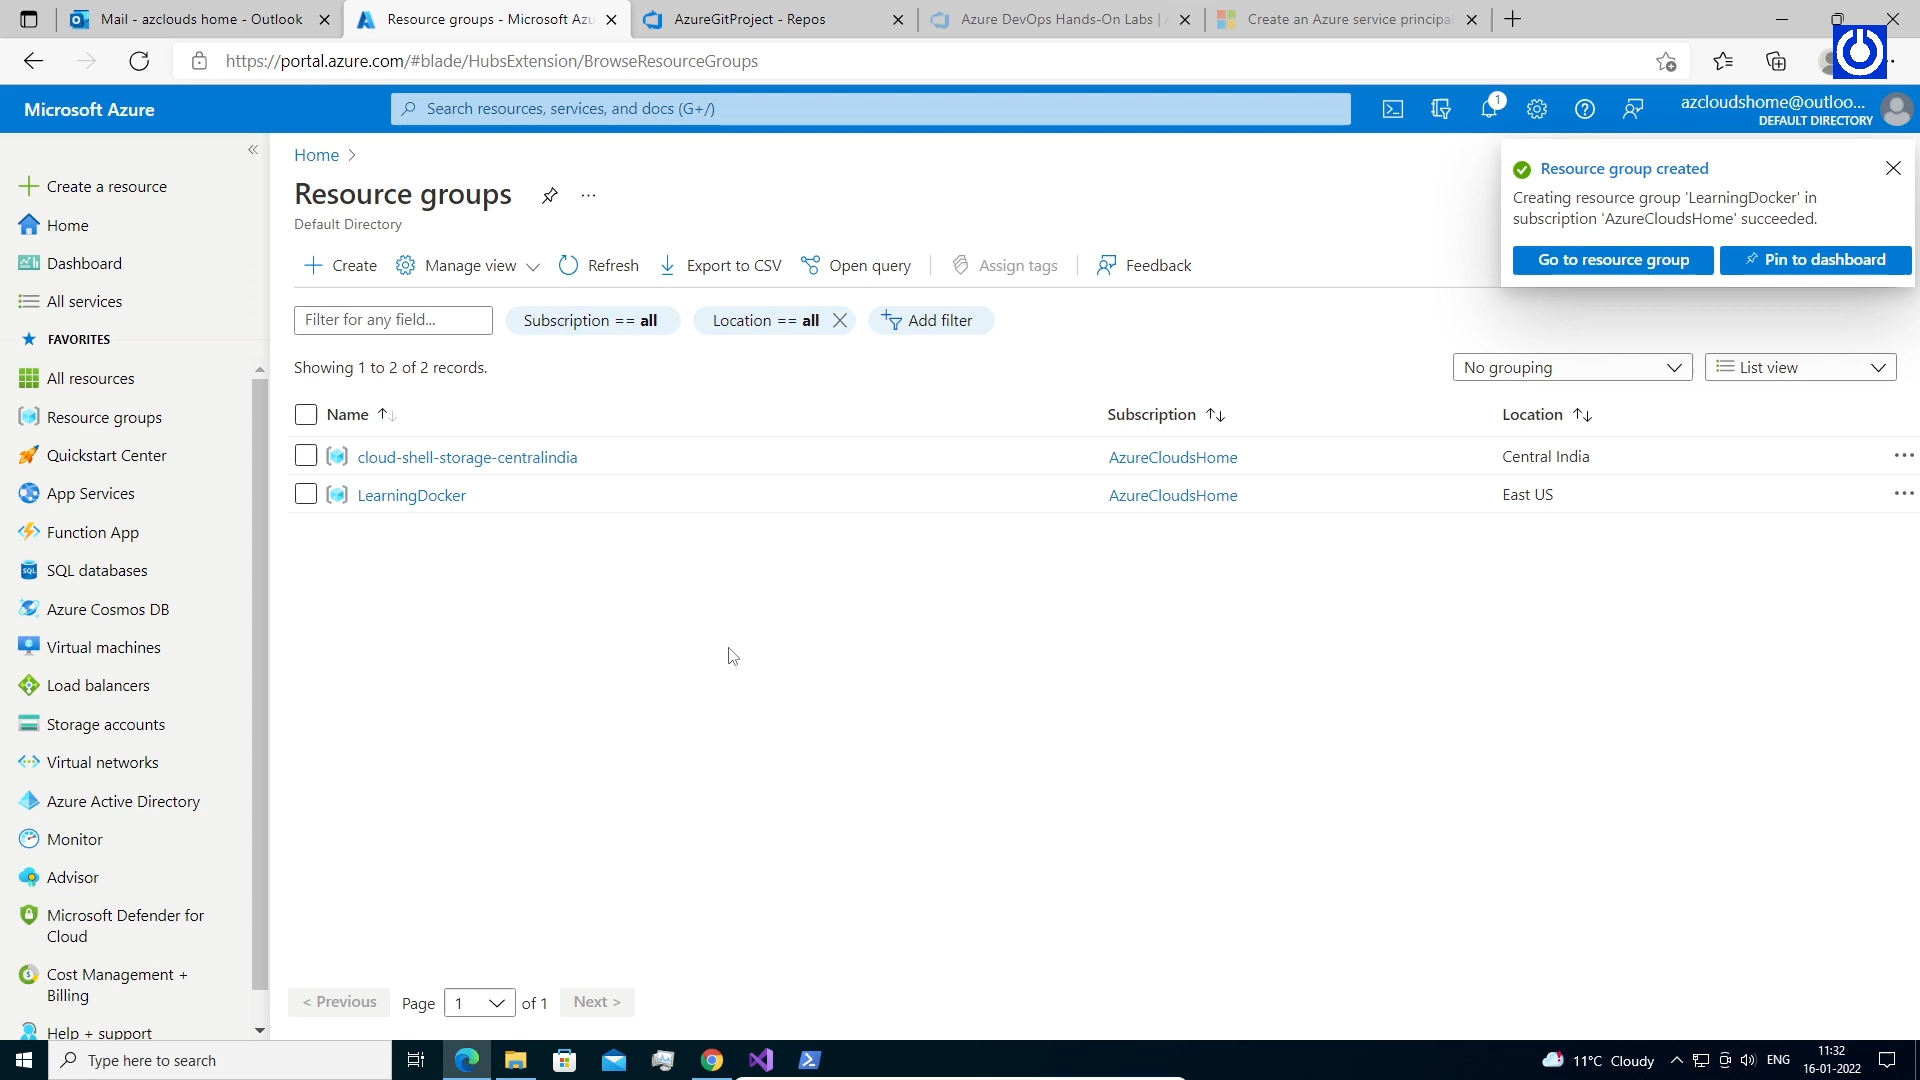 Mail - azclouds home - Outlook
Resource groups - Microsoft Azu
AzureGitProject - Repos
Azure DevOps Hands-On Labs |
Create an Azure service principal
https://portal.azure.com/#blade/HubsExtension/BrowseResourceGroups
Microsoft Azure
Search resources, services, and docs (G+/)
1
azcloudshome@outloo...
DEFAULT DIRECTORY
Create a resource
Home
Dashboard
All services
FAVORITES
All resources
Resource groups
Quickstart Center
App Services
Function App
SQL databases
Azure Cosmos DB
Virtual machines
Load balancers
Storage accounts
Virtual networks
Azure Active Directory
Monitor
Advisor
Microsoft Defender for
Cloud
Cost Management +
Billing
Help + support
Home >
Resource groups
Default Directory
Create
Manage view
Refresh
Export to CSV
Open query
Assign tags
Feedback
Resource group created
Creating resource group 'LearningDocker' in
subscription 'AzureCloudsHome' succeeded.
Go to resource group
Pin to dashboard
Filter for any field...
Subscription == all
Location == all
Add filter
Showing 1 to 2 of 2 records.
No grouping
List view
Name
Subscription
Location
cloud-shell-storage-centralindia
AzureCloudsHome
Central India
LearningDocker
AzureCloudsHome
East US
< Previous
Page
1
of 1
Next >
Type here to search
11°C Cloudy
ENG
11:32
16-01-2022